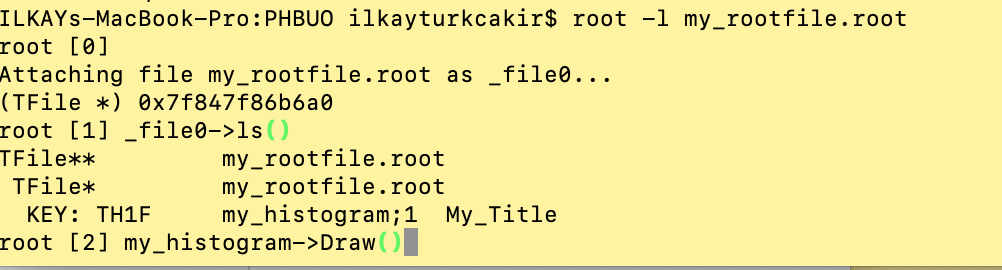 ILKAYs-MacBook-Pro:PHBUO ilkayturkcakir$ root -l my_rootfile.root
root [0]
Attaching file my_rootfile.root as _file0...
(TFile *) 0x7f847f86b6a0
root [1] _file0->ls()
TFile** my_rootfile.root
TFile* my_rootfile.root
KEY: TH1F my_histogram;1 My_Title
root [2] my_histogram->Draw()